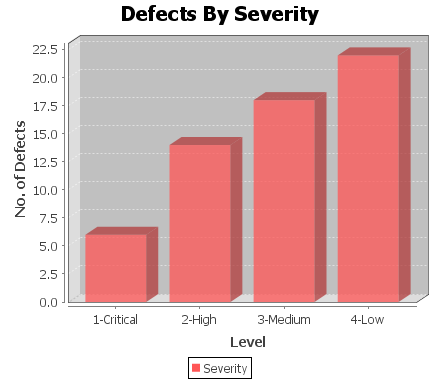 Defects By Severity
22.5
20.0
17.5
15.0
12.5
10.0
7.5
5.0
2.5
0.0
No. of Defects
1-Critical 2-High 3-Medium 4-Low
Level
Severity